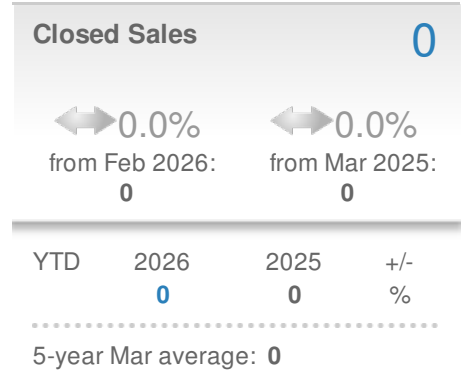 Closed Sales 0
0.0% 0.0%
from Feb 2026: from Mar 2025:
0 0
YTD 2026 2025 +/-
0 0 %
5-year Mar average: 0